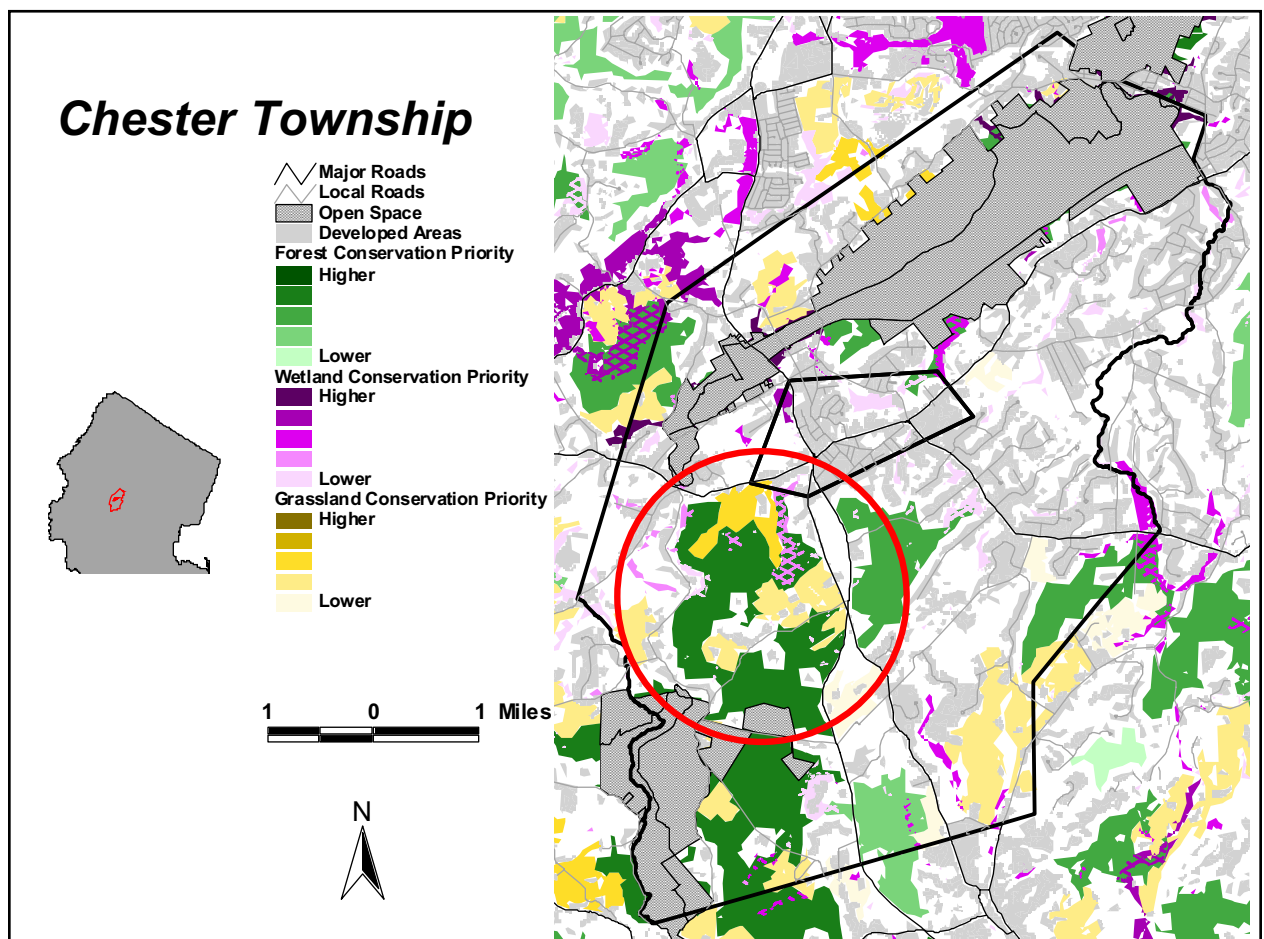 Chester Township
Major Roads
Local Roads
Open Space
Developed Areas
Forest Conservation Priority
Higher
Lower
Wetland Conservation Priority
Higher
Lower
Grassland Conservation Priority
Higher
Lower
1 0 1 Miles
N